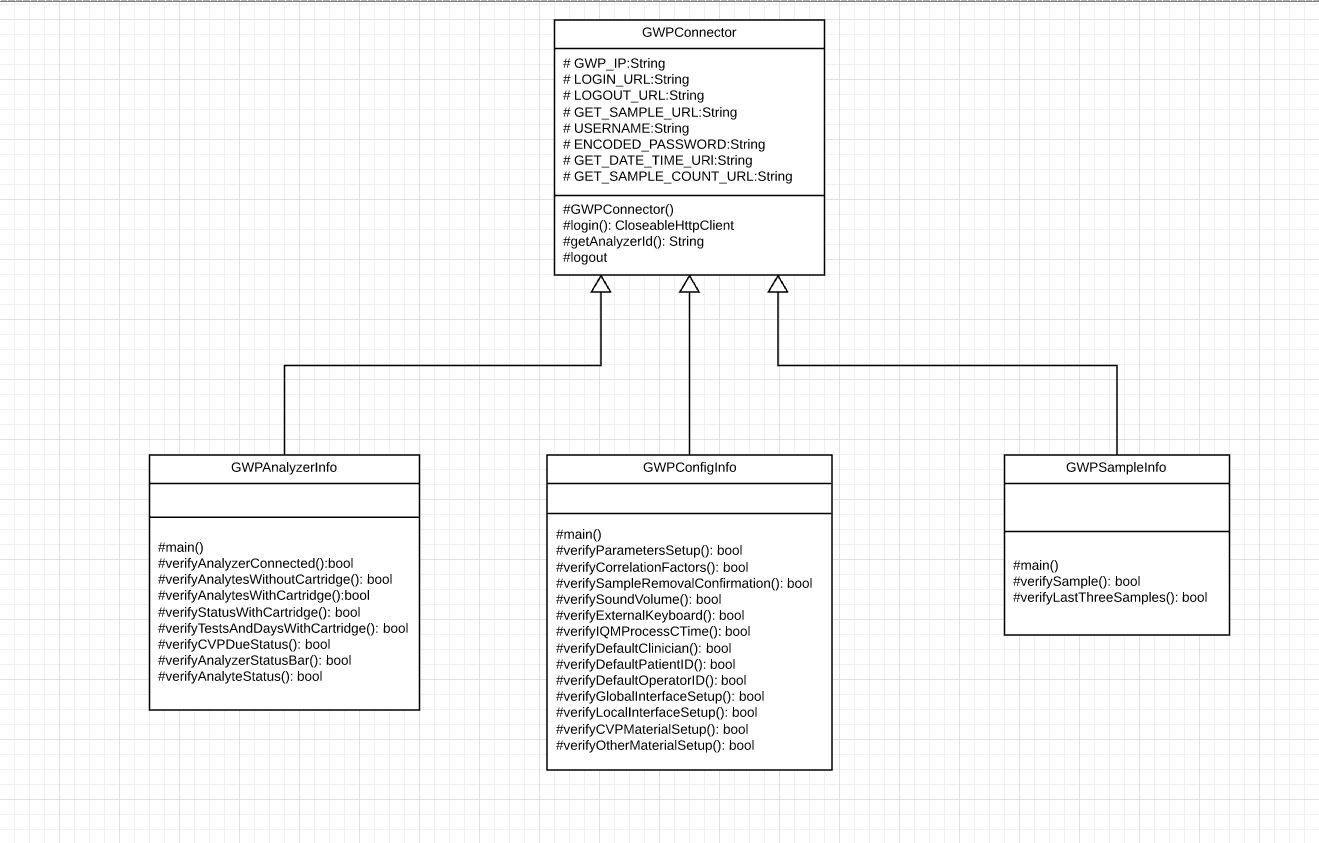 GWPConnector
# GWP_IP:String
# LOGIN_URL:String
# LOGOUT_URL:String
# GET_SAMPLE_URL:String
# USERNAME:String
# ENCODED_PASSWORD:String
# GET_DATE_TIME_URl:String
# GET_SAMPLE_COUNT_URL:String
#GWPConnector()
#login(): CloseableHttpClient
#getAnalyzerId(): String
#logout
GWPAnalyzerInfo
#main()
#verifyAnalyzerConnected():bool
#verifyAnalytesWithoutCartridge(): bool
#verifyAnalytesWithCartridge():bool
#verifyStatusWithCartridge(): bool
#verifyTestsAndDaysWithCartridge(): bool
#verifyCVPDueStatus(): bool
#verifyAnalyzerStatusBar(): bool
#verifyAnalyteStatus(): bool
GWPConfigInfo
#main()
#verifyParametersSetup(): bool
#verifyCorrelationFactors(): bool
#verifySampleRemovalConfirmation(): bool
#verifySoundVolume(): bool
#verifyExternalKeyboard(): bool
#verifyIQMProcessCTime(): bool
#verifyDefaultClinician(): bool
#verifyDefaultPatientID(): bool
#verifyDefaultOperatorID(): bool
#verifyGlobalInterfaceSetup(): bool
#verifyLocalInterfaceSetup(): bool
#verifyCVPMaterialSetup(): bool
#verifyOtherMaterialSetup(): bool
GWPSampleInfo
#main()
#verifySample(): bool
#verifyLastThreeSamples(): bool